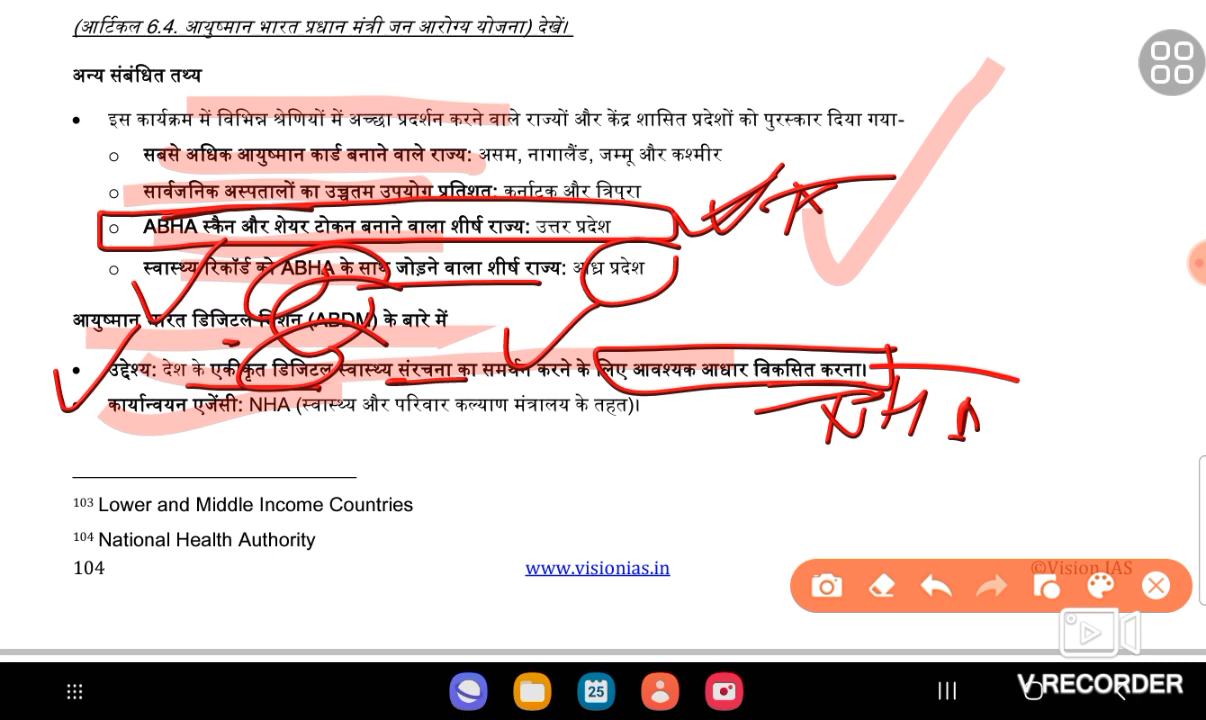 (आर्टिकल 6.4. आयुष्मान भारत प्रधान मंत्री जन आरोग्य योजना) देखें।
अन्य संबंधित तथ्य
• इस कार्यक्रम में विभिन्न श्रेणियों में अच्छा प्रदर्शन करने वाले राज्यों और केंद्र शासित प्रदेशों को पुरस्कार दिया गया-
o सबसे अधिक आयुष्मान कार्ड बनाने वाले राज्य: असम, नागालैंड, जम्मू और कश्मीर
o सार्वजनिक अस्पतालों का उच्चतम उपयोग प्रतिशत: कर्नाटक और त्रिपुरा
o ABHA स्कैन और शेयर टोकन बनाने वाला शीर्ष राज्य: उत्तर प्रदेश
o स्वास्थ्य रिकॉर्ड को ABHA के साथ जोड़ने वाला शीर्ष राज्य: आंध्र प्रदेश
आयुष्मान भारत डिजिटल मिशन (ABDM) के बारे में
• उद्देश्य: देश के एकीकृत डिजिटल स्वास्थ्य संरचना का समर्थन करने के लिए आवश्यक आधार विकसित करना।
कार्यान्वयन एजेंसी: NHA (स्वास्थ्य और परिवार कल्याण मंत्रालय के तहत)।
103 Lower and Middle Income Countries
104 National Health Authority
104 www.visionias.in ©Vision IAS
25
V RECORDER